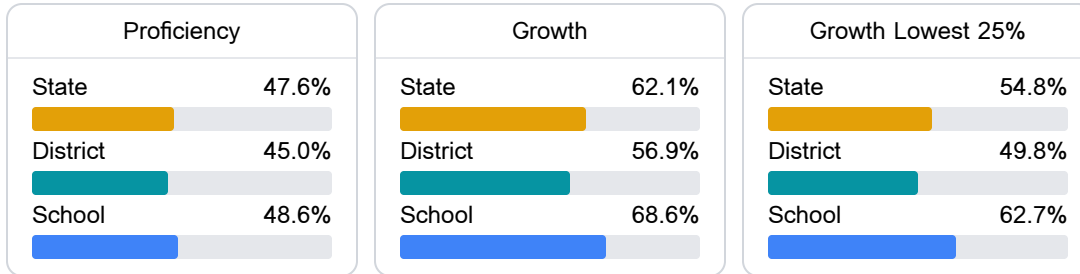 Proficiency
State 47.6%
District 45.0%
School 48.6%
Growth
State 62.1%
District 56.9%
School 68.6%
Growth Lowest 25%
State 54.8%
District 49.8%
School 62.7%